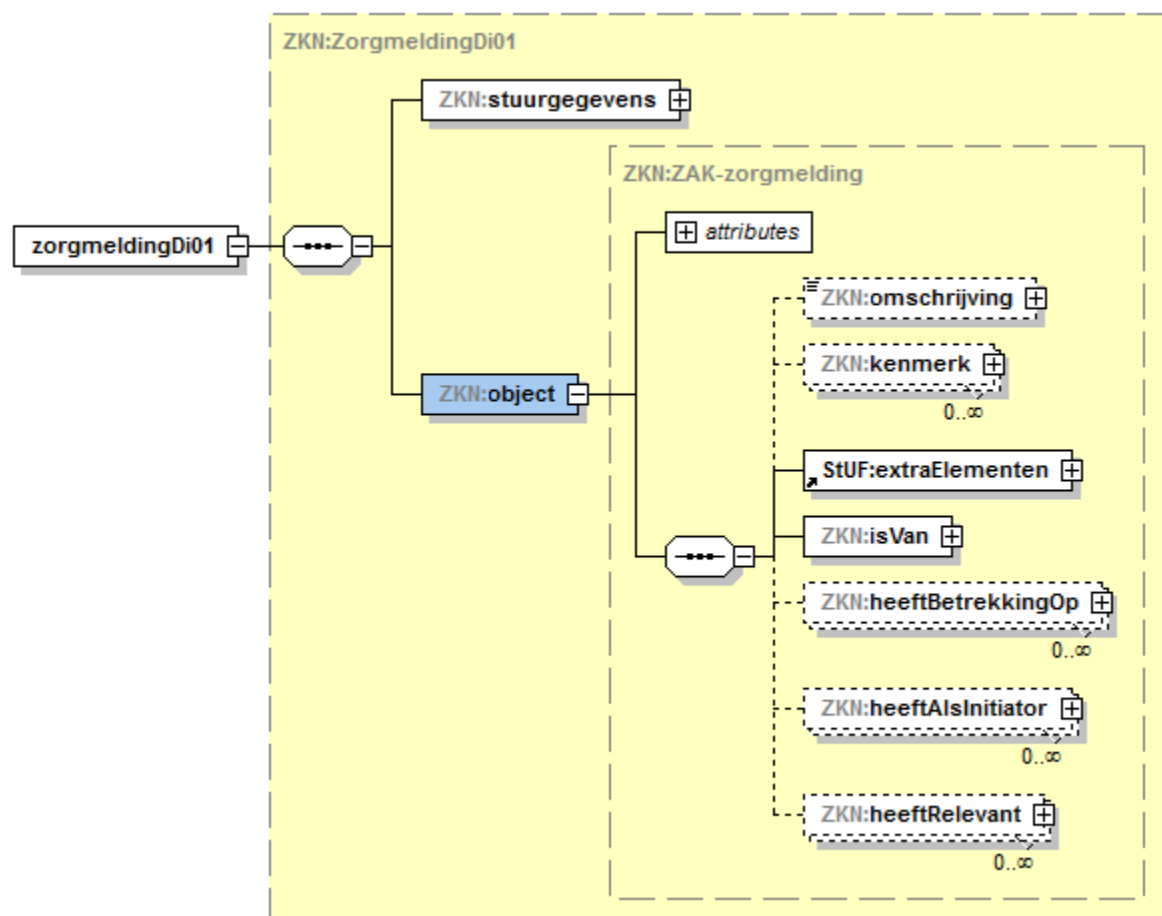 ZKN:ZorgmeldingDi01
ZKN:stuurgegevens
ZKN:ZAK-zorgmelding
zorgmeldingDi01
attributes
ZKN:omschrijving
ZKN:kenmerk
0..∞
ZKN:object
StUF:extraElementen
ZKN:isVan
ZKN:heeftBetrekkingOp
0..∞
ZKN:heeftAlsInitiator
0..∞
ZKN:heeftRelevant
0..∞